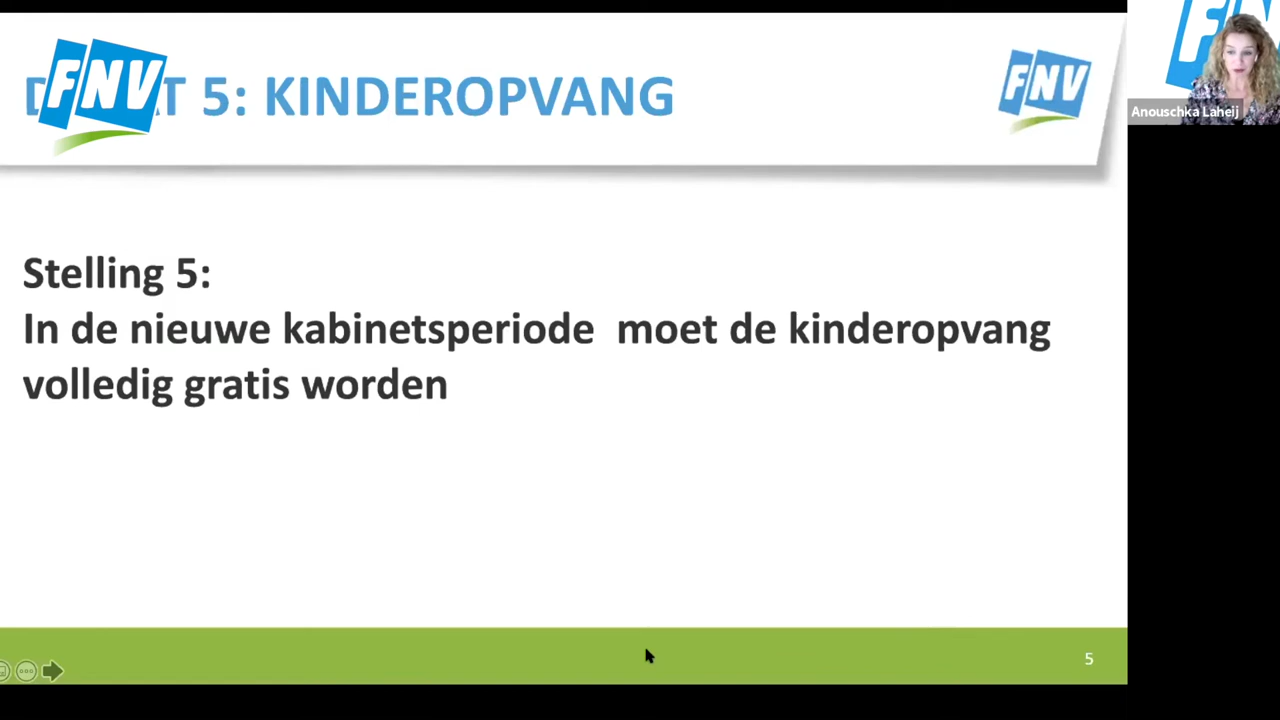 FNV
T 5: KINDEROPVANG
FNV
FN
Anouschka Laheij
Stelling 5:
In de nieuwe kabinetsperiode moet de kinderopvang
volledig gratis worden
5